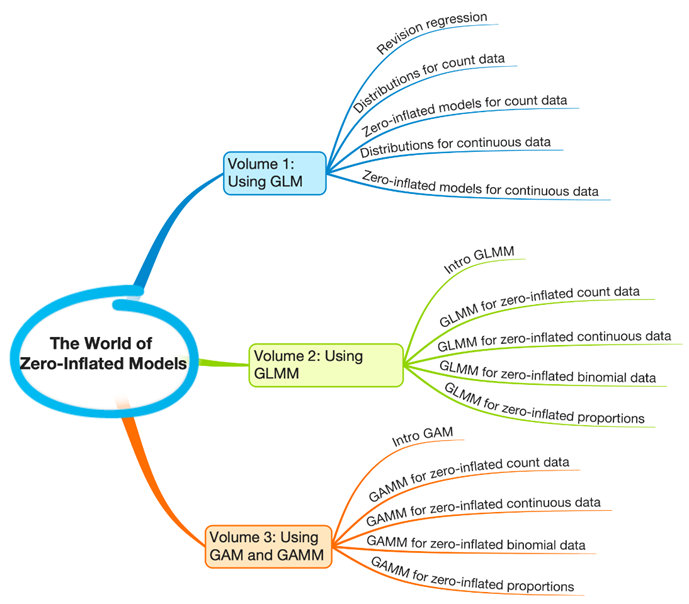 Revision regression
Distributions for count data
Zero-inflated models for count data
Distributions for continuous data
Zero-inflated models for continuous data
Volume 1:
Using GLM
The World of
Zero-Inflated Models
Intro GLMM
GLMM for zero-inflated count data
GLMM for zero-inflated continuous data
GLMM for zero-inflated binomial data
GLMM for zero-inflated proportions
Volume 2: Using
GLMM
Intro GAM
GAMM for zero-inflated count data
GAMM for zero-inflated continuous data
GAMM for zero-inflated binomial data
GAMM for zero-inflated proportions
Volume 3: Using
GAM and GAMM